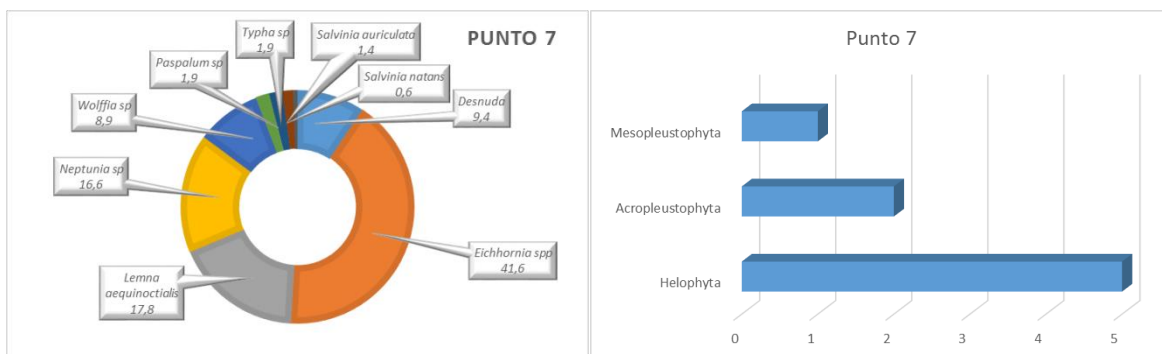 PUNTO 7
Typha sp
1,9
Salvinia auriculata
1,4
Paspalum sp
1,9
Salvinia natans
0,6
Wolffia sp
8,9
Desnuda
9,4
Neptunia sp
16,6
Eichhornia spp
41,6
Lemna
aequinoctialis
17,8
Punto 7
Mesopleustophyta
Acropleustophyta
Helophyta
0 1 2 3 4 5